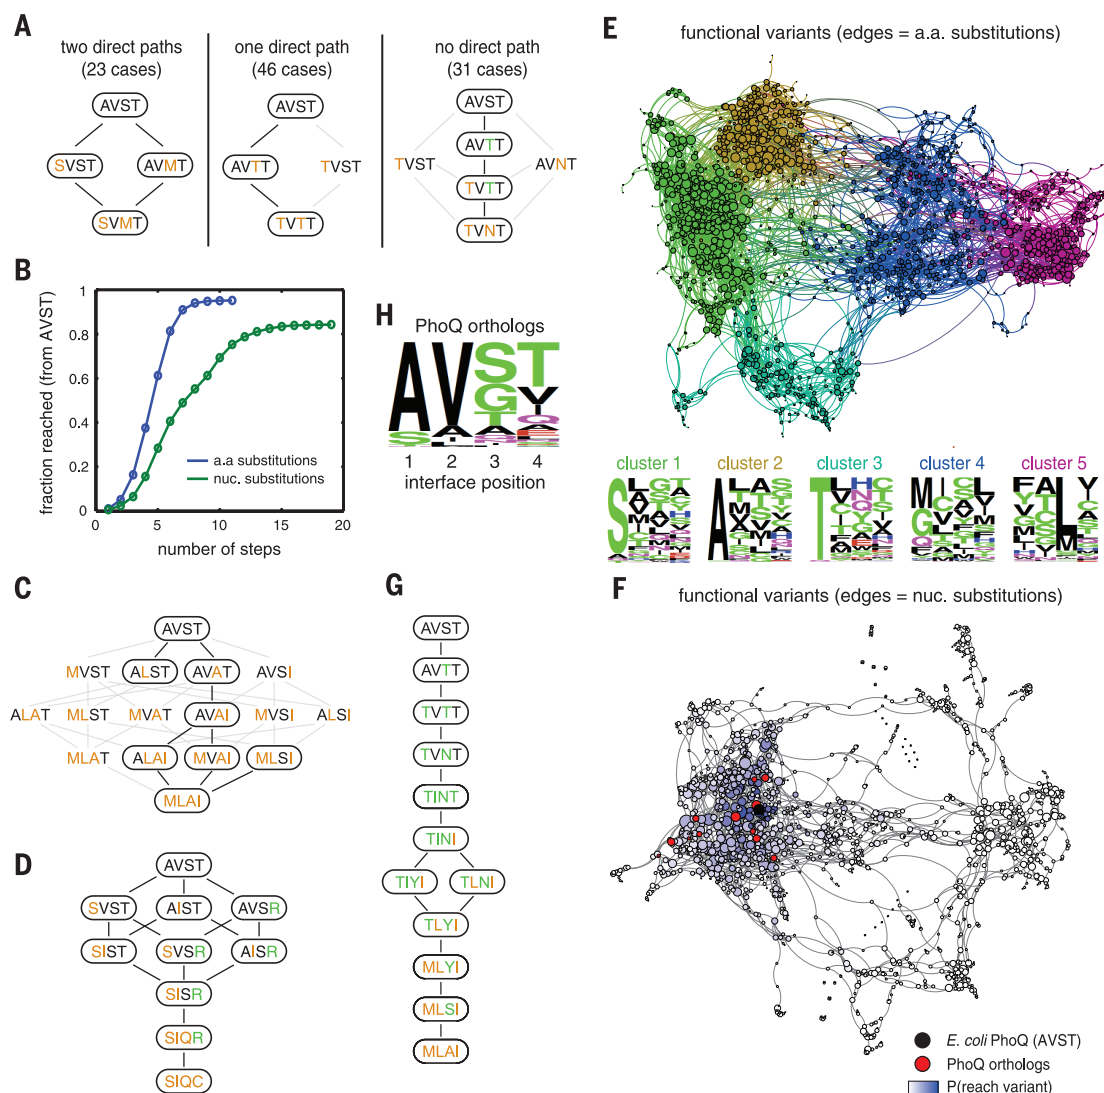 A
two direct paths
(23 cases)
AVST
SVST
AVMT
SVMT
one direct path
(46 cases)
AVST
AVTT
TVST
TVTT
no direct path
(31 cases)
AVST
AVTT
TVST
AVNT
TVTT
TVNT
B
fraction reached (from AVST)
1
0.8
0.6
0.4
0.2
0
0
5
10
15
20
a.a substitutions
nuc. substitutions
number of steps
H
PhoQ orthologs
A V S T
S A G Y
T Q
A
1 2 3 4
interface position
C
AVST
MVST
ALST
AVAT
AVSI
ALAT
MLST
MVAT
AVAI
MVSI
ALSI
MLAT
ALAI
MVAI
MLSI
MLAI
D
AVST
SVST
AIST
AVSR
SIST
SVSR
AISR
SISR
SIQR
SIQC
G
AVST
AVTT
TVTT
TVNT
TINT
TINI
TIYI
TLNI
TLYI
MLYI
MLSI
MLAI
E
functional variants (edges = a.a. substitutions)
cluster 1
cluster 2
cluster 3
cluster 4
cluster 5
F
functional variants (edges = nuc. substitutions)
E. coli PhoQ (AVST)
PhoQ orthologs
P(reach variant)